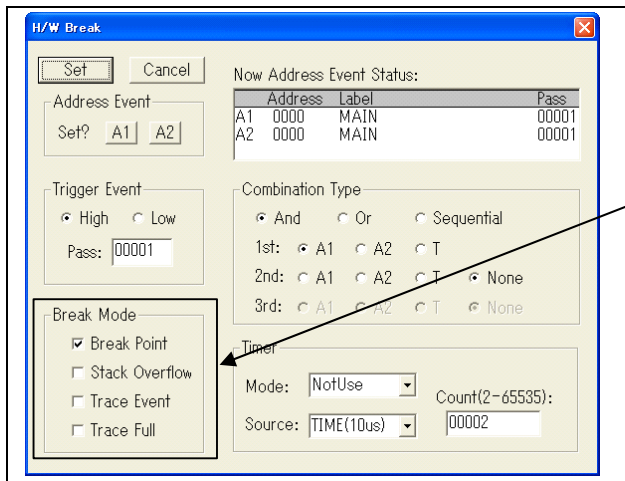 H/W Break
Set Cancel
Address Event
Set? A1 A2
Now Address Event Status:
Address Label Pass
A1 0000 MAIN 00001
A2 0000 MAIN 00001
Trigger Event
High Low
Pass: 00001
Combination Type
And Or Sequential
1st: A1 A2 T
2nd: A1 A2 T None
3rd: A1 A2 T None
Break Mode
Break Point
Stack Overflow
Trace Event
Trace Full
Timer
Mode: NotUse
Count(2-65535):
Source: TIME(10us) 00002